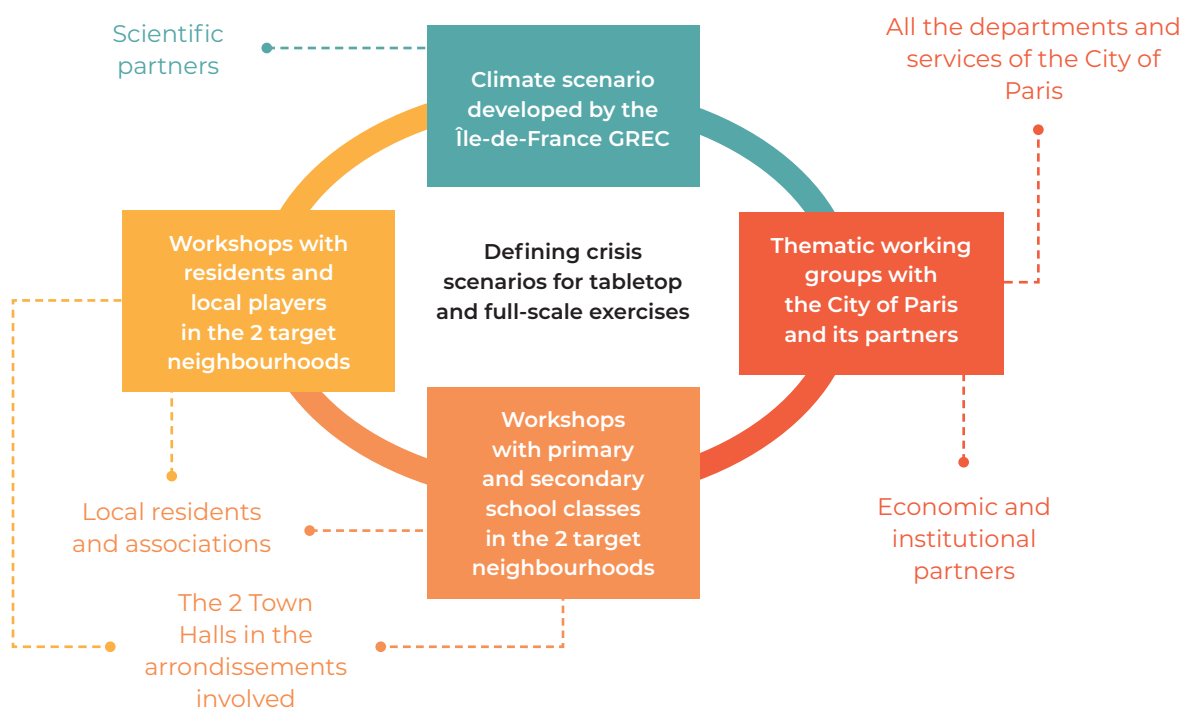 Scientific
partners
Climate scenario
developed by the
Île-de-France GREC
All the departments and
services of the City of
Paris
Workshops with
residents and
local players
in the 2 target
neighbourhoods
Defining crisis
scenarios for tabletop
and full-scale exercises
Thematic working
groups with
the City of Paris
and its partners
Workshops
with primary
and secondary
school classes
in the 2 target
neighbourhoods
Local residents
and associations
Economic and
institutional
partners
The 2 Town
Halls in the
arrondissements
involved